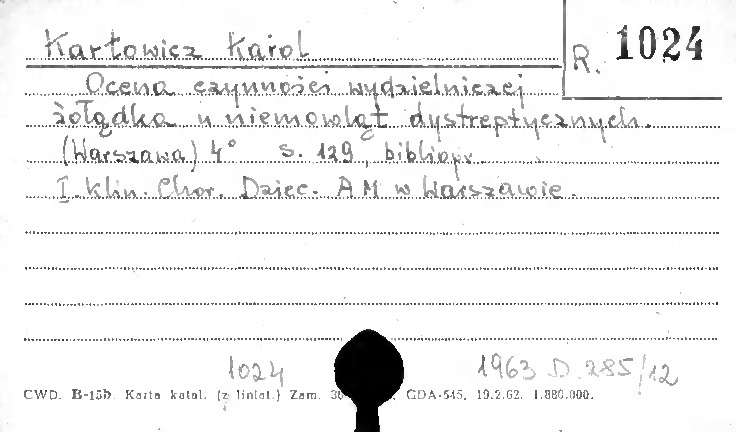 Kartowicz Karol
R. 1024
Ocena czynności wydzielniczej
żołądka u niemowląt dystreptycznych.
(Warszawa) 4° s. 129, bibliogr.
I. Klin. Chor. Dziec. AM w Warszawie.
1024 1963 D. 285/12
CWD. B-15b. Karta katal. (z liniat.) Zam. GDA-545, 19.2.62. 1.880.000.